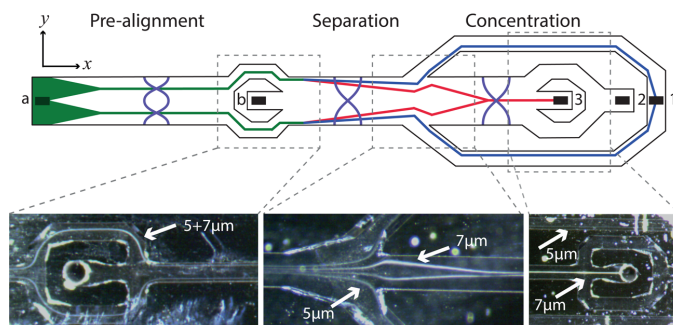 y
Pre-alignment
Separation
Concentration
x
a
b
3
2
1
5+7µm
7µm
5µm
5µm
7µm